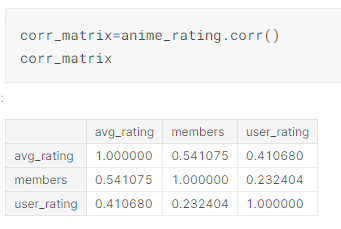 corr_matrix=anime_rating.corr()
corr_matrix
:
avg_rating members user_rating
avg_rating 1.000000 0.541075 0.410680
members 0.541075 1.000000 0.232404
user_rating 0.410680 0.232404 1.000000